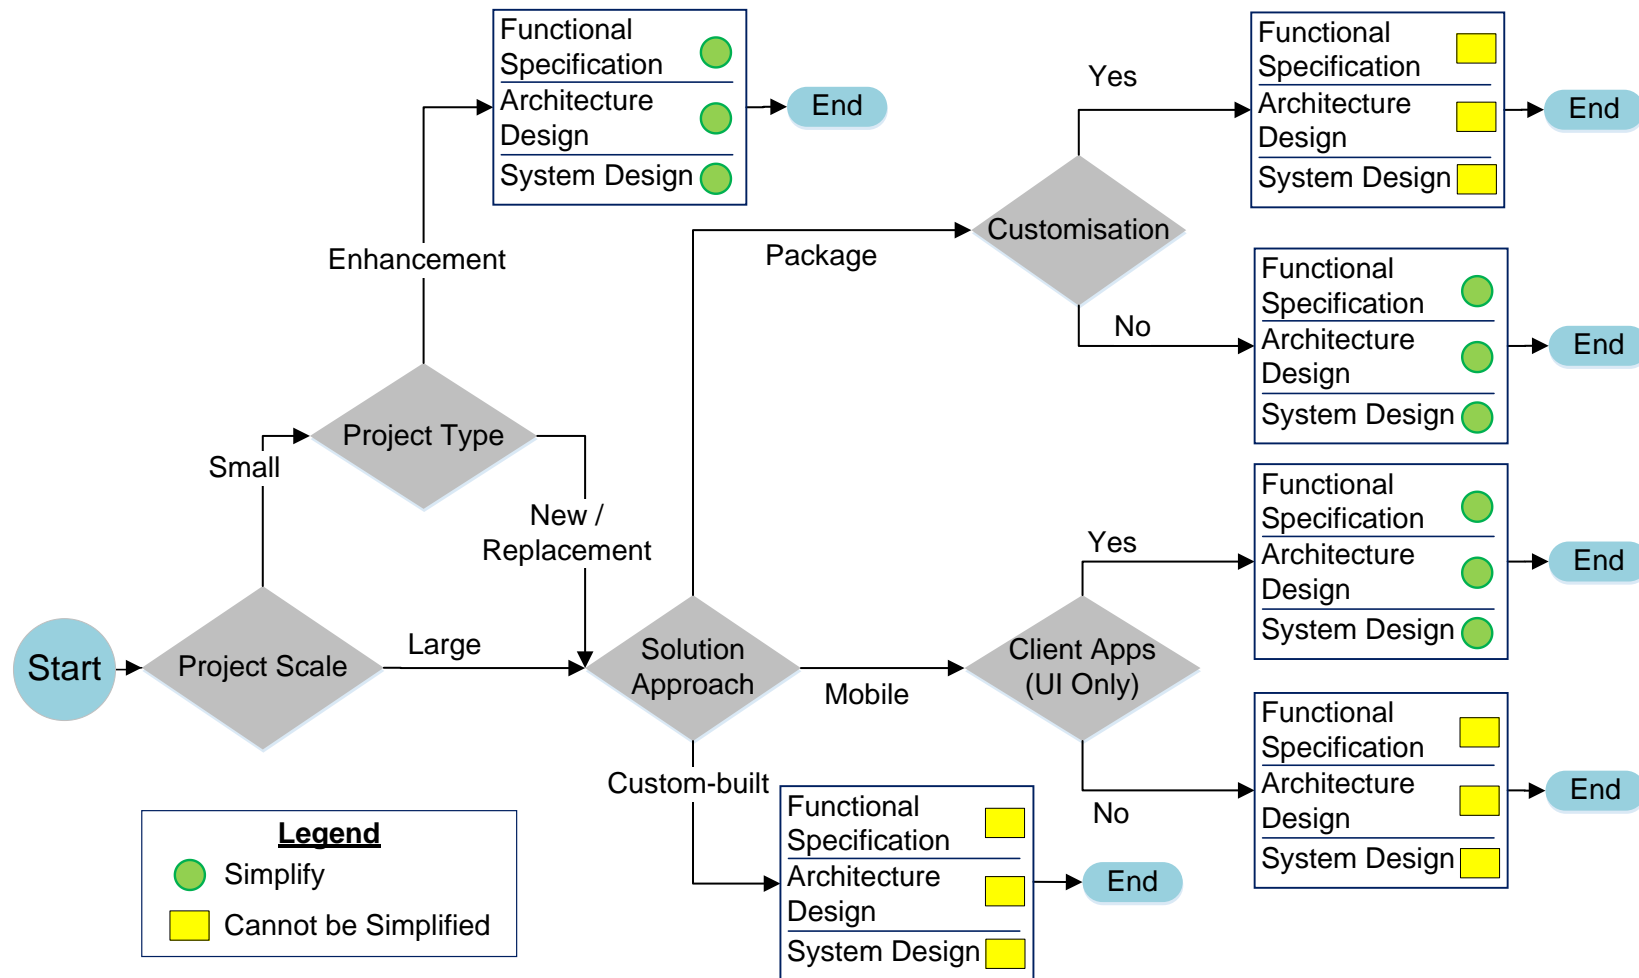 Functional
Specification
Architecture
Design
System Design
End
Yes
Functional
Specification
Architecture
Design
System Design
End
Enhancement
Package
Customisation
No
Functional
Specification
Architecture
Design
System Design
End
Project Type
Small
New /
Replacement
Yes
Functional
Specification
Architecture
Design
System Design
End
Start
Project Scale
Large
Solution
Approach
Mobile
Client Apps
(UI Only)
No
Functional
Specification
Architecture
Design
System Design
End
Custom-built
Functional
Specification
Architecture
Design
System Design
End
Legend
Simplify
Cannot be Simplified